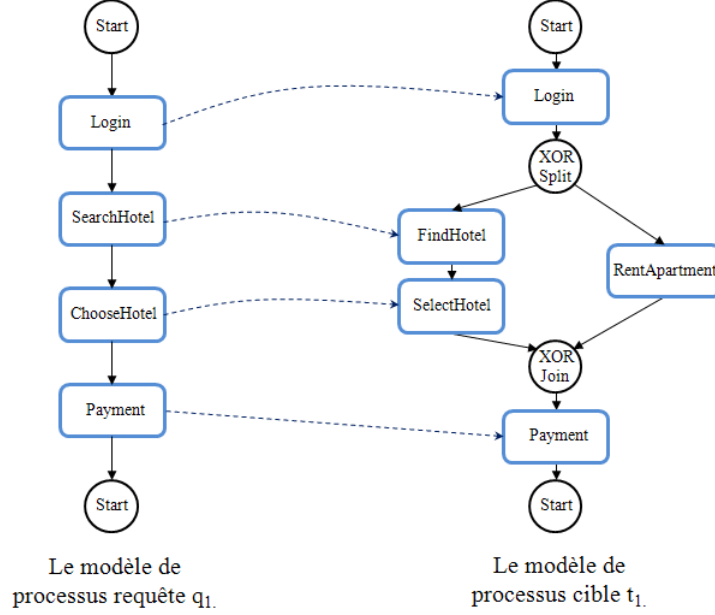 Start
Login
SearchHotel
ChooseHotel
Payment
Start
Le modèle de
processus requête q1.
Start
Login
XOR
Split
FindHotel
RentApartment
SelectHotel
XOR
Join
Payment
Start
Le modèle de
processus cible t1.